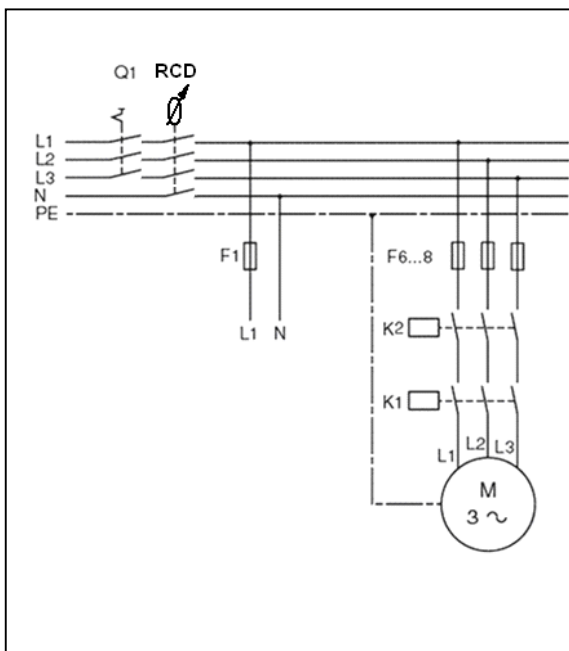 Q1 RCD
L1
L2
L3
N
PE
F1
F6...8
L1 N
K2
K1
L1 L2 L3
M
3 ~